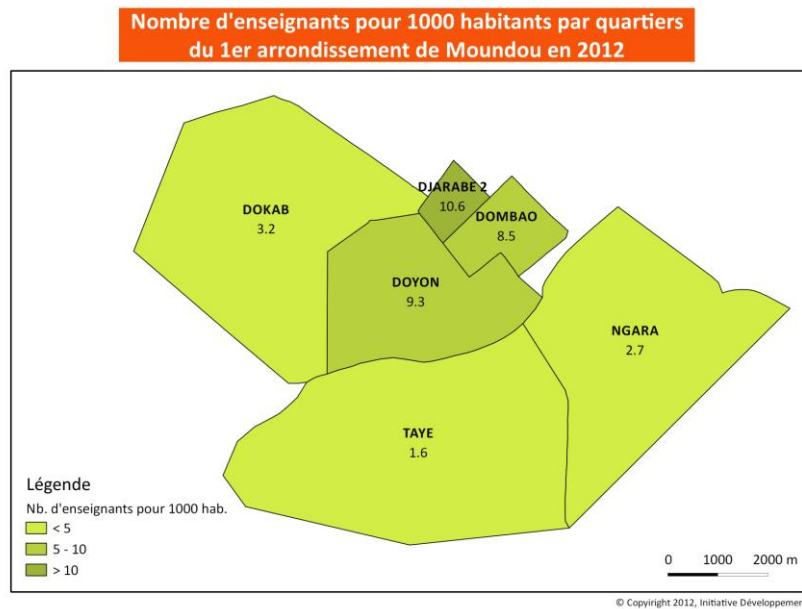 Nombre d'enseignants pour 1000 habitants par quartiers
du 1er arrondissement de Moundou en 2012
DJARABE 2
10.6
DOKAB
3.2
DOMBAO
8.5
DOYON
9.3
NGARA
2.7
TAYE
1.6
Légende
Nb. d'enseignants pour 1000 hab.
< 5
5 - 10
> 10
0 1000 2000 m
© Copyright 2012, Initiative Développemen